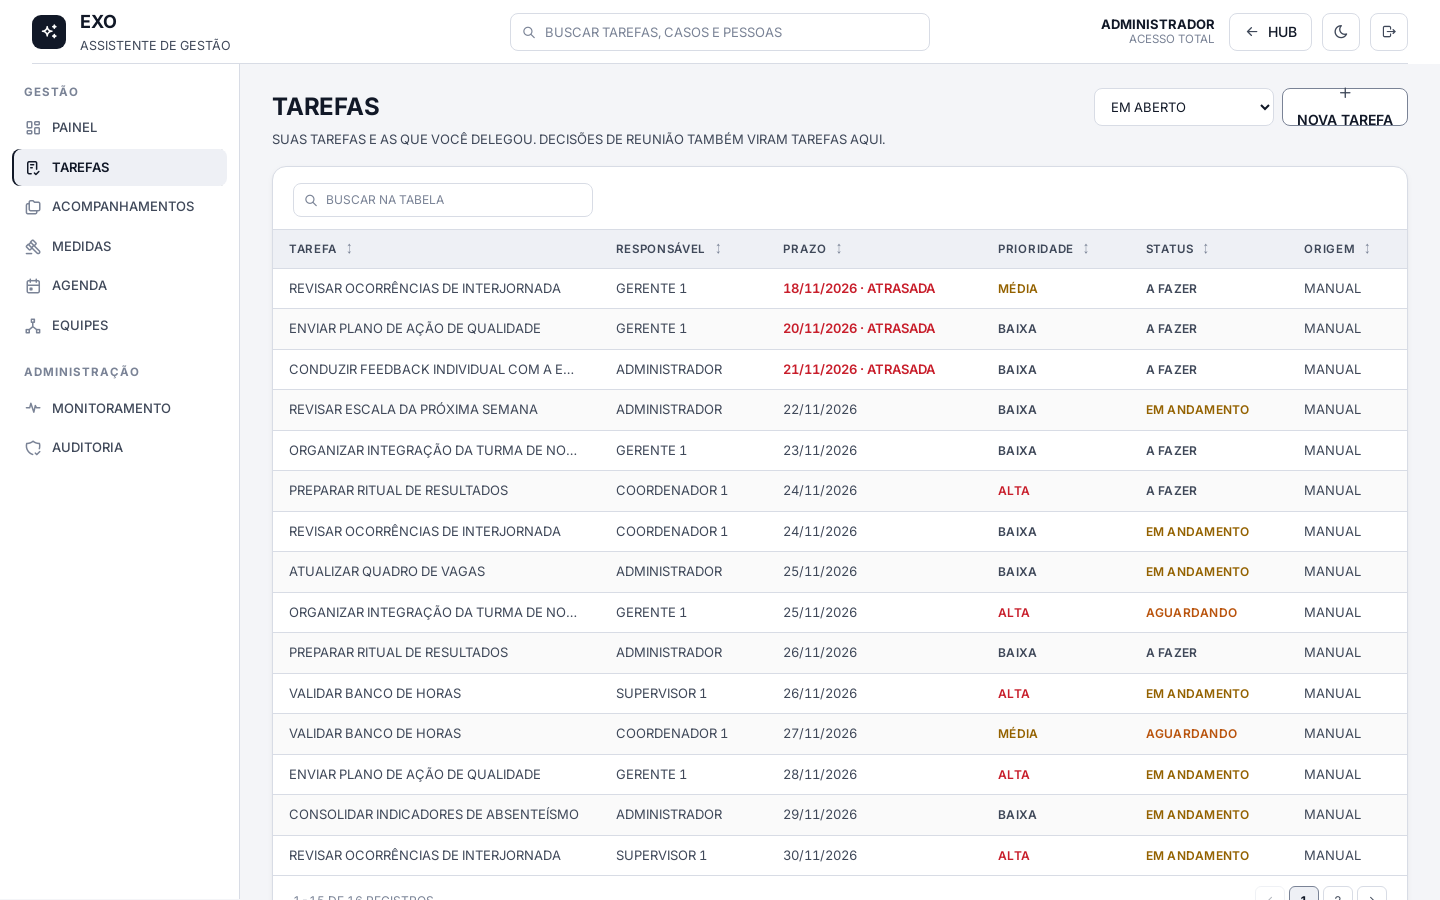 EXO
ASSISTENTE DE GESTÃO
BUSCAR TAREFAS, CASOS E PESSOAS
ADMINISTRADOR
ACESSO TOTAL
HUB
GESTÃO
PAINEL
TAREFAS
ACOMPANHAMENTOS
MEDIDAS
AGENDA
EQUIPES
ADMINISTRAÇÃO
MONITORAMENTO
AUDITORIA
TAREFAS
SUAS TAREFAS E AS QUE VOCÊ DELEGOU. DECISÕES DE REUNIÃO TAMBÉM VIRAM TAREFAS AQUI.
EM ABERTO
NOVA TAREFA
BUSCAR NA TABELA
TAREFA RESPONSÁVEL PRAZO PRIORIDADE STATUS ORIGEM
REVISAR OCORRÊNCIAS DE INTERJORNADA GERENTE 1 18/11/2026 · ATRASADA MÉDIA A FAZER MANUAL
ENVIAR PLANO DE AÇÃO DE QUALIDADE GERENTE 1 20/11/2026 · ATRASADA BAIXA A FAZER MANUAL
CONDUZIR FEEDBACK INDIVIDUAL COM A E... ADMINISTRADOR 21/11/2026 · ATRASADA BAIXA A FAZER MANUAL
REVISAR ESCALA DA PRÓXIMA SEMANA ADMINISTRADOR 22/11/2026 BAIXA EM ANDAMENTO MANUAL
ORGANIZAR INTEGRAÇÃO DA TURMA DE NO... GERENTE 1 23/11/2026 BAIXA A FAZER MANUAL
PREPARAR RITUAL DE RESULTADOS COORDENADOR 1 24/11/2026 ALTA A FAZER MANUAL
REVISAR OCORRÊNCIAS DE INTERJORNADA COORDENADOR 1 24/11/2026 BAIXA EM ANDAMENTO MANUAL
ATUALIZAR QUADRO DE VAGAS ADMINISTRADOR 25/11/2026 BAIXA EM ANDAMENTO MANUAL
ORGANIZAR INTEGRAÇÃO DA TURMA DE NO... GERENTE 1 25/11/2026 ALTA AGUARDANDO MANUAL
PREPARAR RITUAL DE RESULTADOS ADMINISTRADOR 26/11/2026 BAIXA A FAZER MANUAL
VALIDAR BANCO DE HORAS SUPERVISOR 1 26/11/2026 ALTA EM ANDAMENTO MANUAL
VALIDAR BANCO DE HORAS COORDENADOR 1 27/11/2026 MÉDIA AGUARDANDO MANUAL
ENVIAR PLANO DE AÇÃO DE QUALIDADE GERENTE 1 28/11/2026 ALTA EM ANDAMENTO MANUAL
CONSOLIDAR INDICADORES DE ABSENTEÍSMO ADMINISTRADOR 29/11/2026 BAIXA EM ANDAMENTO MANUAL
REVISAR OCORRÊNCIAS DE INTERJORNADA SUPERVISOR 1 30/11/2026 ALTA EM ANDAMENTO MANUAL
1 - 15 DE 16 REGISTROS 1 2